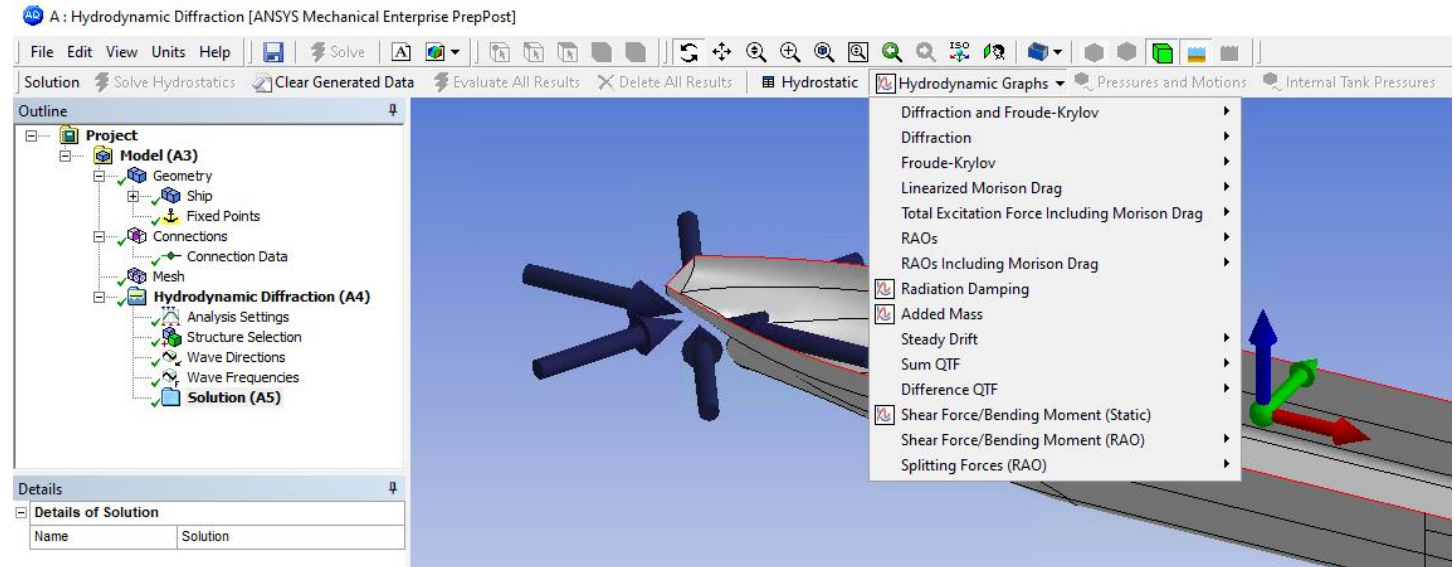 A : Hydrodynamic Diffraction [ANSYS Mechanical Enterprise PrepPost]
File Edit View Units Help Solve A ISO
Solution Solve Hydrostatics Clear Generated Data Evaluate All Results Delete All Results Hydrostatic Hydrodynamic Graphs Pressures and Motions Internal Tank Pressures
Outline
Project
Model (A3)
Geometry
Ship
Fixed Points
Connections
Connection Data
Mesh
Hydrodynamic Diffraction (A4)
Analysis Settings
Structure Selection
Wave Directions
Wave Frequencies
Solution (A5)
Diffraction and Froude-Krylov
Diffraction
Froude-Krylov
Linearized Morison Drag
Total Excitation Force Including Morison Drag
RAOs
RAOs Including Morison Drag
Radiation Damping
Added Mass
Steady Drift
Sum QTF
Difference QTF
Shear Force/Bending Moment (Static)
Shear Force/Bending Moment (RAO)
Splitting Forces (RAO)
Details
Details of Solution
Name Solution